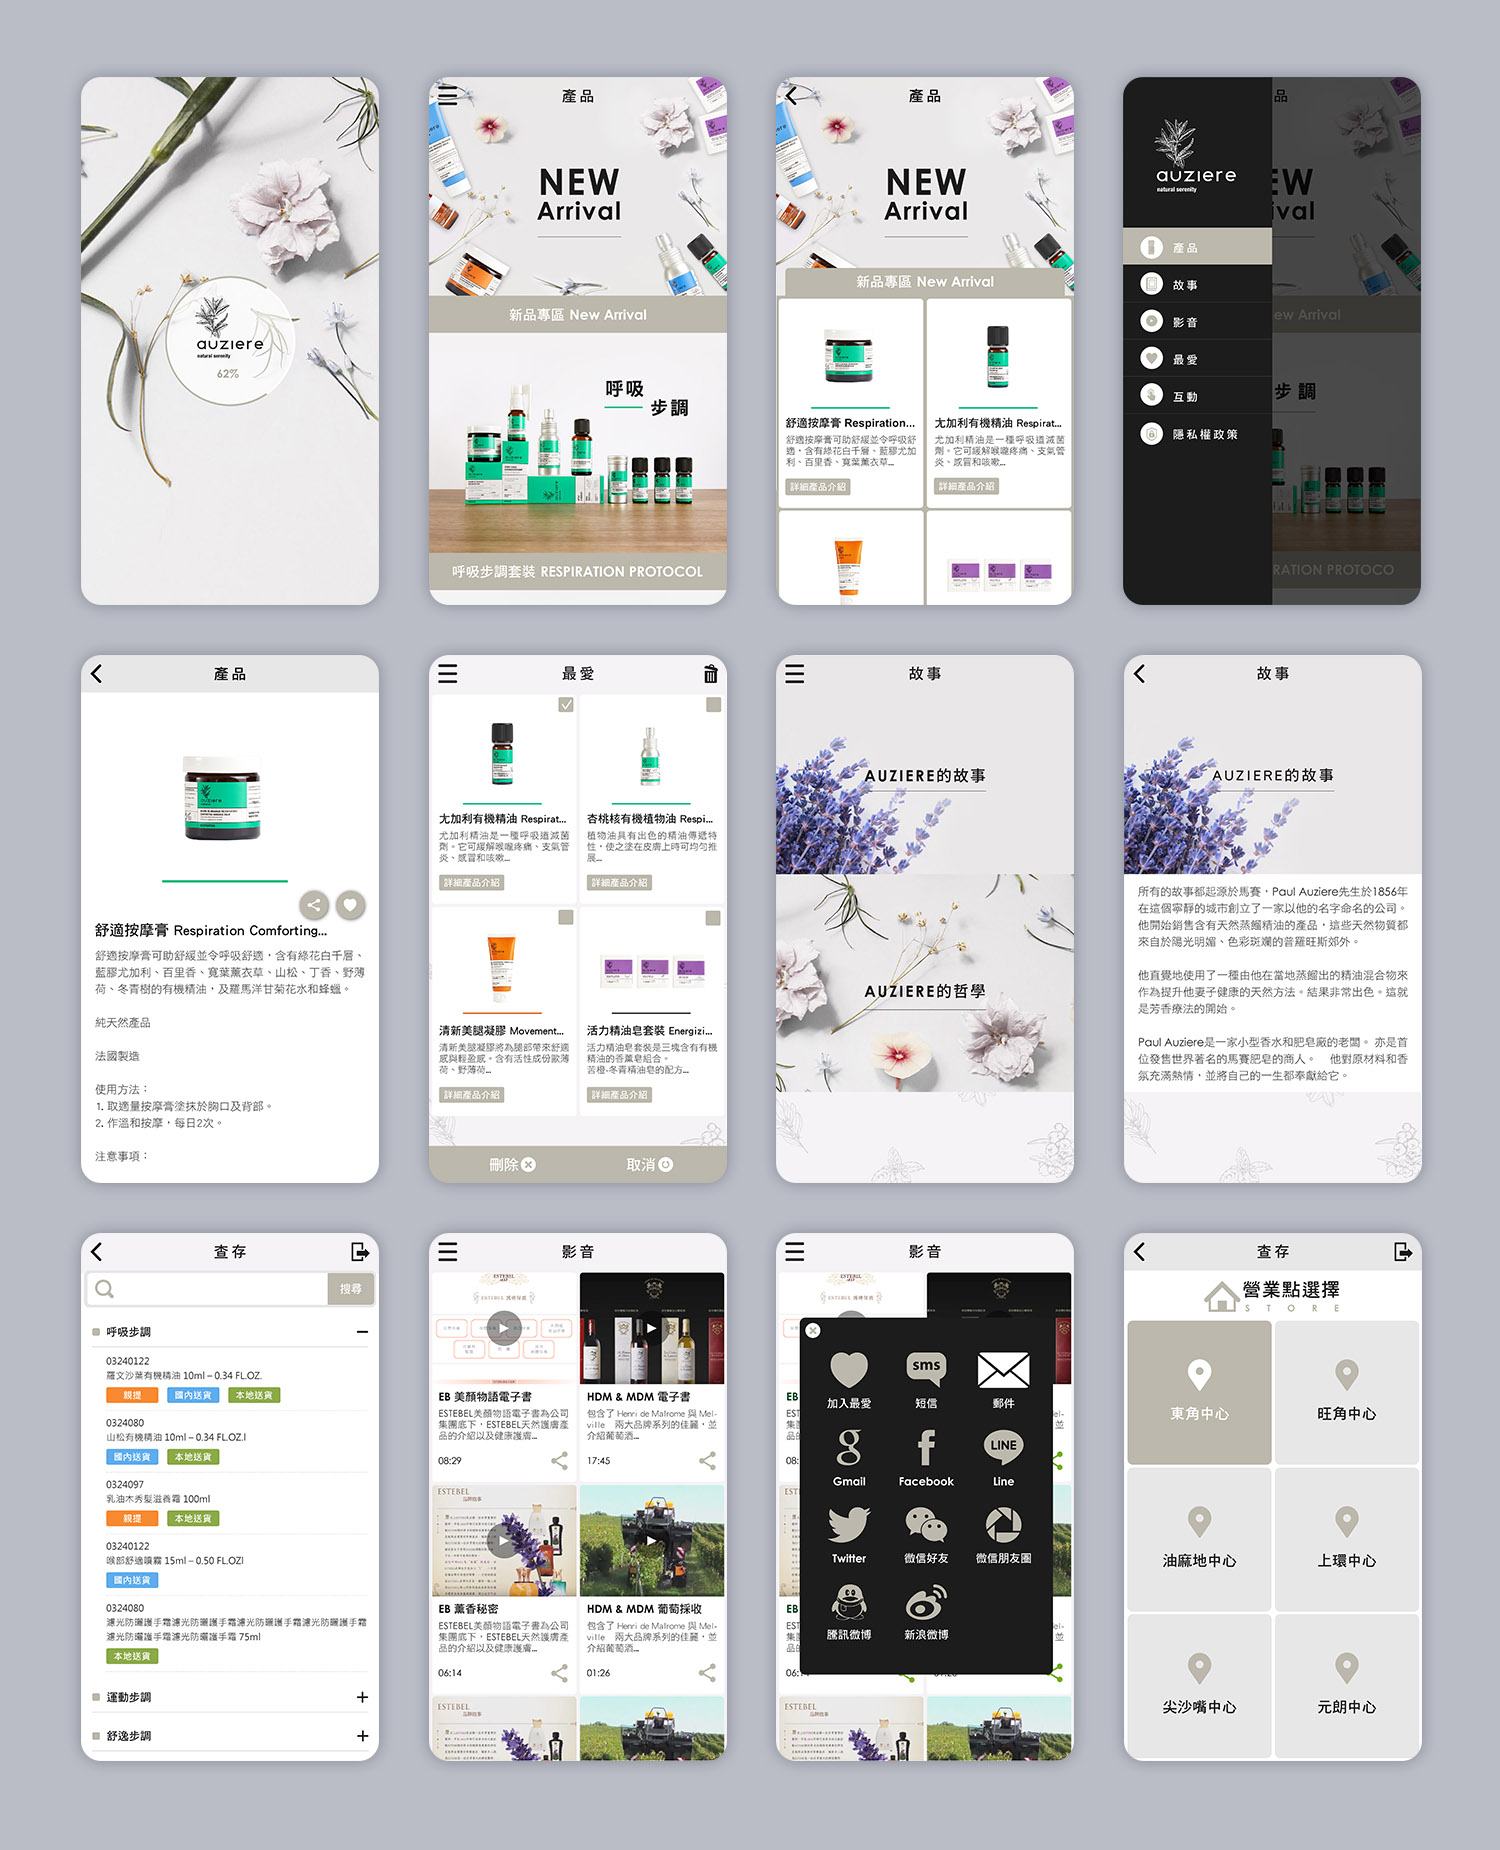 auziere
natural serenity
62%
產品
NEW
Arrival
新品專區 New Arrival
呼吸
步調
呼吸步調套裝 RESPIRATION PROTOCOL
產品
NEW
Arrival
新品專區 New Arrival
舒適按摩膏 Respiration...
舒適按摩膏可助舒緩並令呼吸舒
適，含有綠花白千層、藍膠尤加
利、百里香、寬葉薰衣草...
詳細產品介紹
尢加利有機精油 Respirat...
尤加利精油是一種呼吸道滅菌
劑。它可緩解喉嚨疼痛、支氣管
炎、感冒和咳嗽...
詳細產品介紹
auziere
natural serenity
產品
故事
影音
最愛
互動
隱私權政策
品
EW
ival
ew Arrival
步調
RATION PROTOCO
產品
舒適按摩膏 Respiration Comforting...
舒適按摩膏可助舒緩並令呼吸舒適，含有綠花白千層、
藍膠尤加利、百里香、寬葉薰衣草、山松、丁香、野薄
荷、冬青樹的有機精油，及羅馬洋甘菊花水和蜂蠟。
純天然產品
法國製造
使用方法：
1. 取適量按摩膏塗抹於胸口及背部。
2. 作溫和按摩，每日2次。
注意事項：
最愛
尢加利有機精油 Respirat...
尤加利精油是一種呼吸道滅菌
劑。它可緩解喉嚨疼痛、支氣管
炎、感冒和咳嗽...
詳細產品介紹
杏桃核有機植物油 Respi...
植物油具有出色的精油傳遞特
性，使之塗在皮膚上時可均勻推
展...
詳細產品介紹
清新美腿凝膠 Movement...
清新美腿凝膠將為腿部帶來舒適
感與輕盈感。含有活性成份歐薄
荷、野薄荷...
詳細產品介紹
活力精油皂套裝 Energizi...
活力精油皂套裝是三塊含有有機
精油的香薰皂組合。
苦橙-冬青精油皂的配方...
詳細產品介紹
刪除
取消
故事
AUZIERE的故事
AUZIERE的哲學
故事
AUZIERE的故事
所有的故事都起源於馬賽，Paul Auziere先生於1856年
在這個寧靜的城市創立了一家以他的名字命名的公司。
他開始銷售含有天然蒸餾精油的產品，這些天然物質都
來自於陽光明媚、色彩斑斕的普羅旺斯郊外。
他直覺地使用了一種由他在當地蒸餾出的精油混合物來
作為提升他妻子健康的天然方法。結果非常出色。這就
是芳香療法的開始。
Paul Auziere是一家小型香水和肥皂廠的老闆。 亦是首
位發售世界著名的馬賽肥皂的商人。 他對原材料和香
氛充滿熱情，並將自己的一生都奉獻給它。
查存
搜尋
呼吸步調
03240122
羅文沙葉有機精油 10ml – 0.34 FL.OZ.
親提 國內送貨 本地送貨
0324080
山松有機精油 10ml – 0.34 FL.OZ.l
國內送貨 本地送貨
0324097
乳油木秀髮滋養霜 100ml
親提 本地送貨
03240122
喉部舒適噴霧 15ml – 0.50 FL.OZl
國內送貨
0324080
濾光防曬護手霜濾光防曬護手霜濾光防曬護手霜濾光防曬護手霜
濾光防曬護手霜濾光防曬護手霜 75ml
本地送貨
運動步調
舒逸步調
影音
EB 美顏物語電子書
ESTEBEL美顏物語電子書為公司
集團底下，ESTEBEL天然護膚產
品的介紹以及健康護膚...
08:29
HDM & MDM 電子書
包含了 Henri de Malrome 與 Mel-
ville 兩大品牌系列的佳麗，並
介紹葡萄酒...
17:45
ESTEBEL
品牌故事
EB 薰香秘密
ESTEBEL美顏物語電子書為公司
集團底下，ESTEBEL天然護膚產
品的介紹以及健康護膚...
06:14
HDM & MDM 葡萄採收
包含了 Henri de Malrome 與 Mel-
ville 兩大品牌系列的佳麗，並
介紹葡萄酒...
01:26
ESTEBEL
品牌故事
影音
加入最愛
sms
短信
郵件
Gmail
Facebook
LINE
Line
Twitter
微信好友
微信朋友圈
騰訊微博
新浪微博
ESTEBEL
品牌故事
查存
營業點選擇
STORE
東角中心
旺角中心
油麻地中心
上環中心
尖沙嘴中心
元朗中心